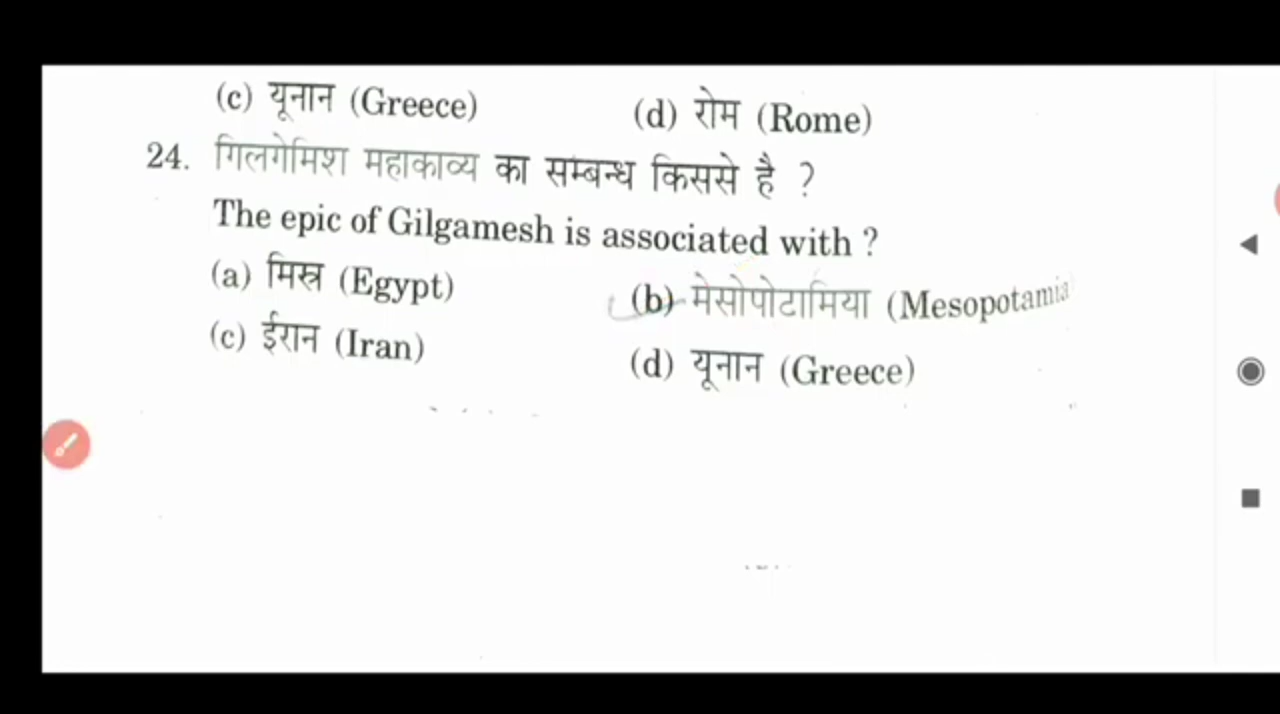 (c) यूनान (Greece) (d) रोम (Rome)
24. गिलगेमिश महाकाव्य का सम्बन्ध किससे है ?
The epic of Gilgamesh is associated with ?
(a) मिस्र (Egypt) (b) मेसोपोटामिया (Mesopotamia
(c) ईरान (Iran) (d) यूनान (Greece)